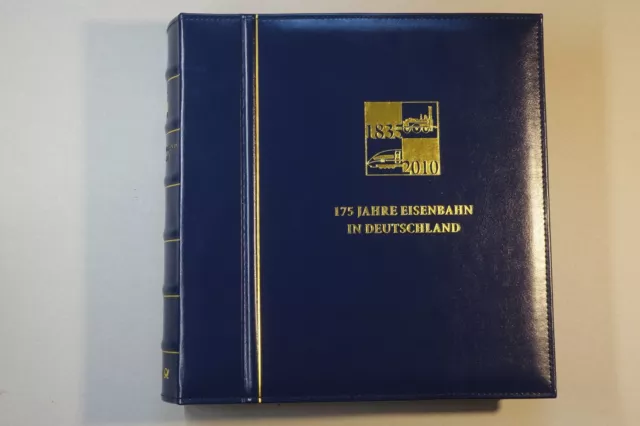 1835
2010
175 JAHRE EISENBAHN
IN DEUTSCHLAND